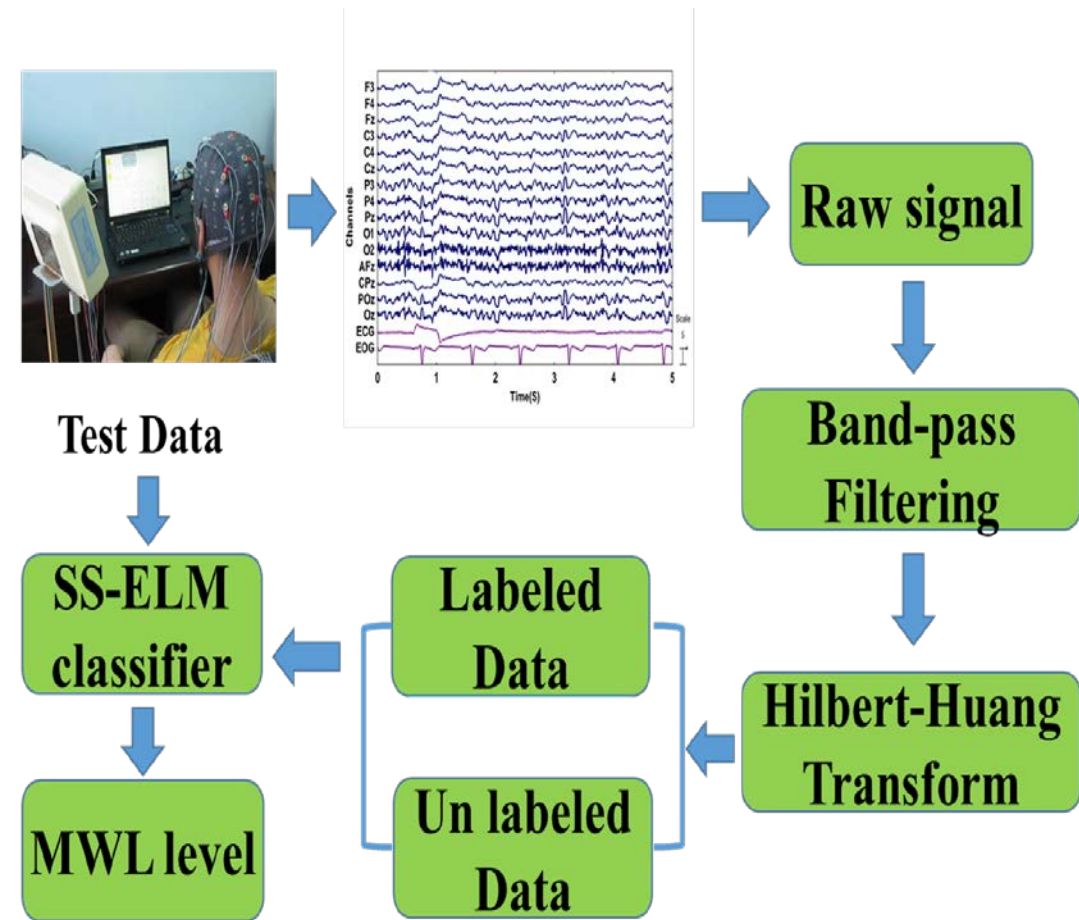 F3
F4
Fz
C3
C4
Cz
P3
P4
Pz
O1
O2
AFz
CPz
POz
Oz
ECG
EOG
Channels
0 1 2 3 4 5
Time(S)
Scale
5
Raw signal
Band-pass
Filtering
Hilbert-Huang
Transform
Labeled
Data
Un labeled
Data
Test Data
SS-ELM
classifier
MWL level